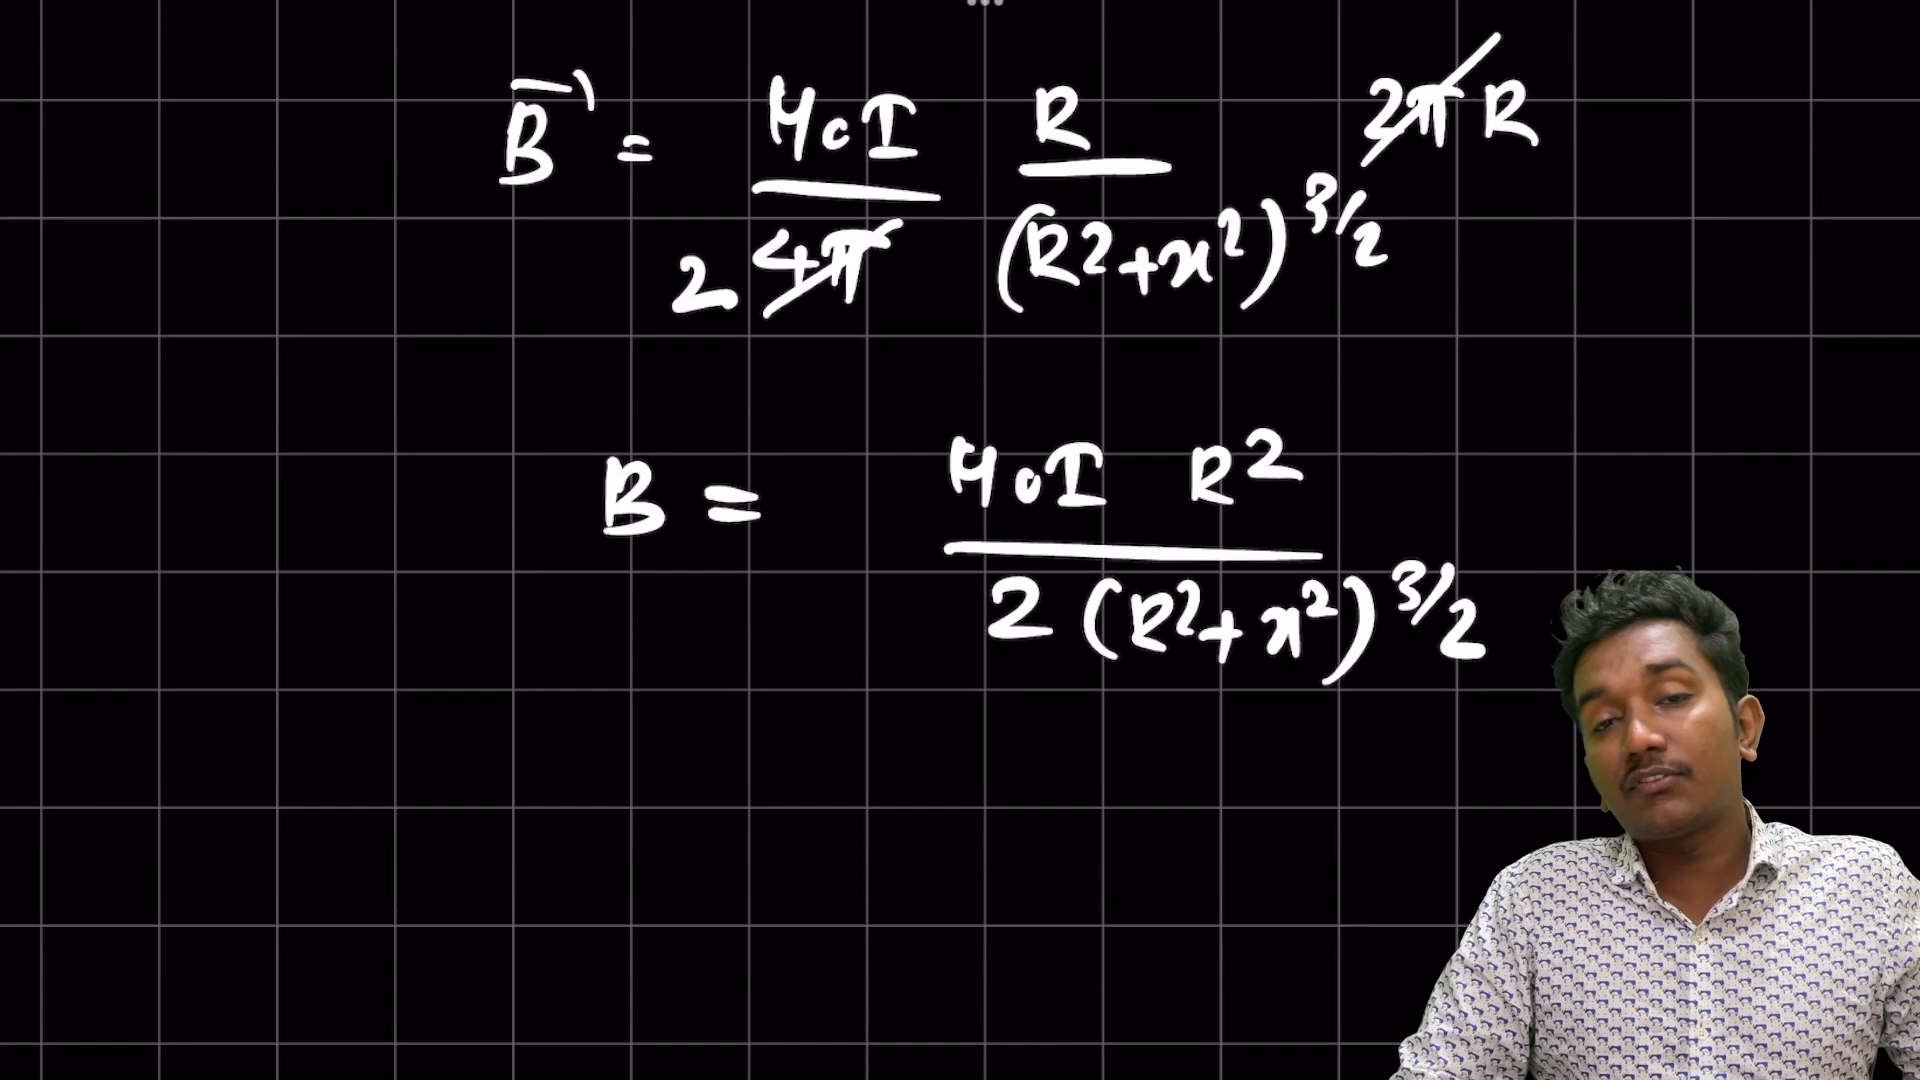 B⃗ = μ₀I / 2 4π R / (R²+x²)^3/2 2π R
B = μ₀I R² / 2 (R²+x²)^3/2